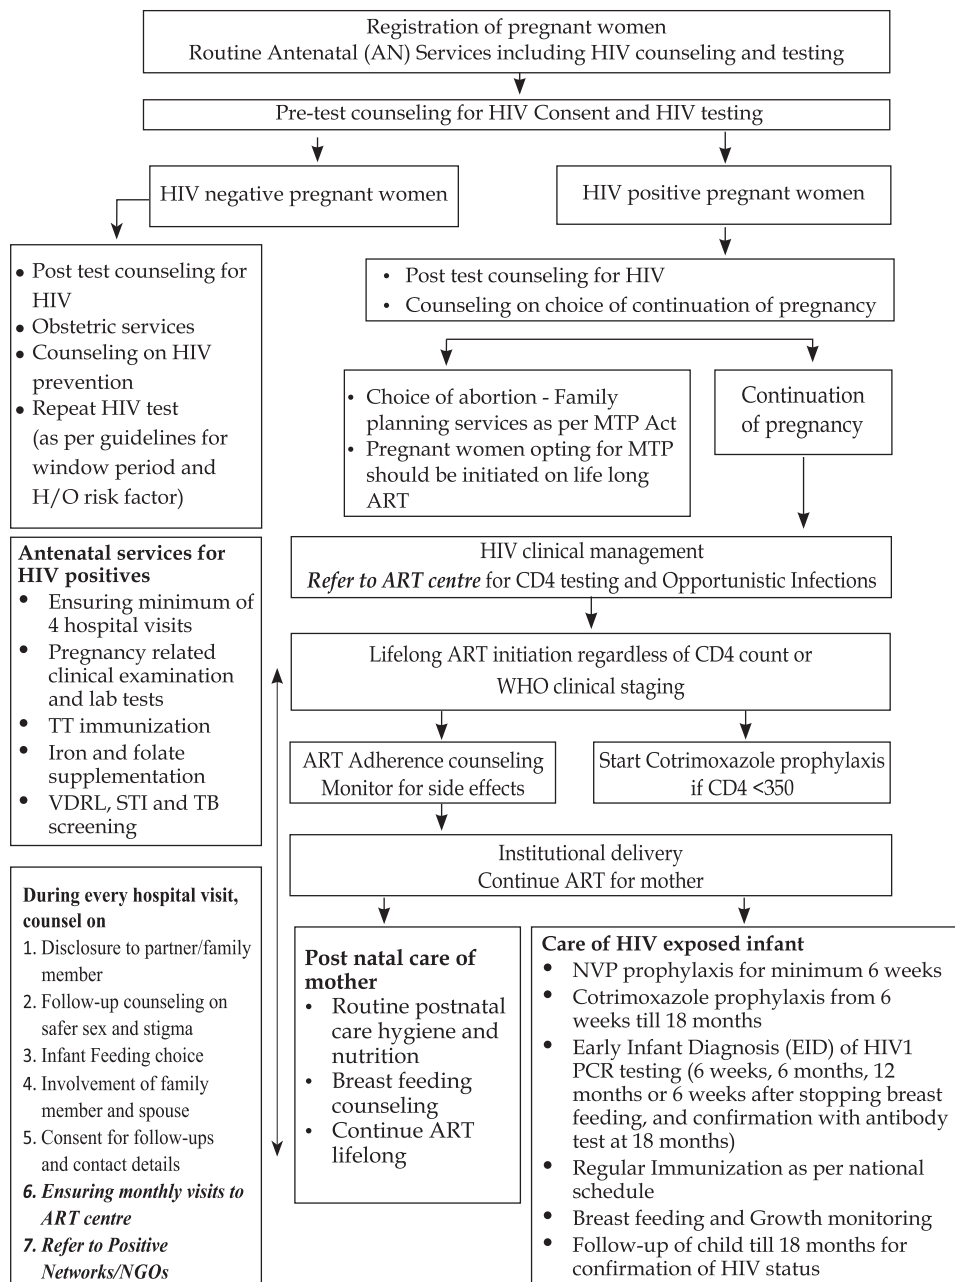 Registration of pregnant women
Routine Antenatal (AN) Services including HIV counseling and testing
Pre-test counseling for HIV Consent and HIV testing
HIV negative pregnant women
HIV positive pregnant women
• Post test counseling for
HIV
• Obstetric services
• Counseling on HIV
prevention
• Repeat HIV test
(as per guidelines for
window period and
H/O risk factor)
• Post test counseling for HIV
• Counseling on choice of continuation of pregnancy
• Choice of abortion - Family
planning services as per MTP Act
• Pregnant women opting for MTP
should be initiated on life long
ART
Continuation
of pregnancy
HIV clinical management
Refer to ART centre for CD4 testing and Opportunistic Infections
Antenatal services for
HIV positives
• Ensuring minimum of
4 hospital visits
• Pregnancy related
clinical examination
and lab tests
• TT immunization
• Iron and folate
supplementation
• VDRL, STI and TB
screening
Lifelong ART initiation regardless of CD4 count or
WHO clinical staging
ART Adherence counseling
Monitor for side effects
Start Cotrimoxazole prophylaxis
if CD4 <350
Institutional delivery
Continue ART for mother
During every hospital visit,
counsel on
1. Disclosure to partner/family
member
2. Follow-up counseling on
safer sex and stigma
3. Infant Feeding choice
4. Involvement of family
member and spouse
5. Consent for follow-ups
and contact details
6. Ensuring monthly visits to
ART centre
7. Refer to Positive
Networks/NGOs
Post natal care of
mother
• Routine postnatal
care hygiene and
nutrition
• Breast feeding
counseling
• Continue ART
lifelong
Care of HIV exposed infant
• NVP prophylaxis for minimum 6 weeks
• Cotrimoxazole prophylaxis from 6
weeks till 18 months
• Early Infant Diagnosis (EID) of HIV1
PCR testing (6 weeks, 6 months, 12
months or 6 weeks after stopping breast
feeding, and confirmation with antibody
test at 18 months)
• Regular Immunization as per national
schedule
• Breast feeding and Growth monitoring
• Follow-up of child till 18 months for
confirmation of HIV status